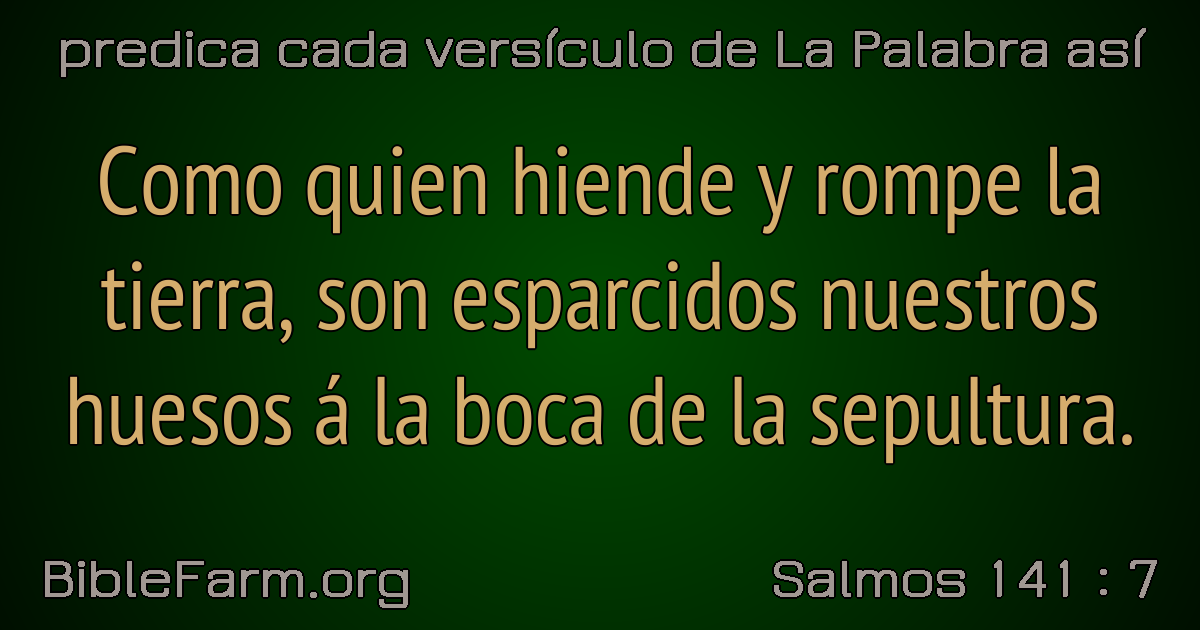 predica cada versículo de La Palabra así
Como quien hiende y rompe la
tierra, son esparcidos nuestros
huesos á la boca de la sepultura.
BibleFarm.org
Salmos 141 : 7